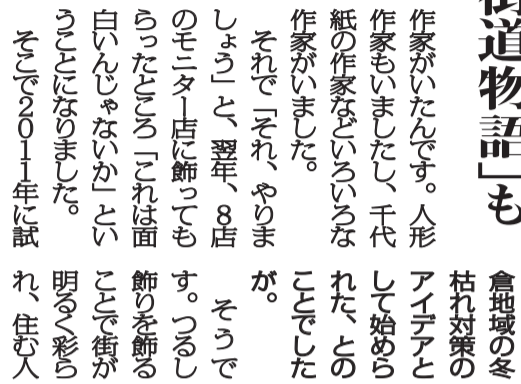 街道物語」も
作家がいたんです。人形
作家もいましたし、千代
紙の作家などいろいろな
作家がいました。
それで「それ、やりま
しょう」と、翌年、8店
のモニター店に飾っても
らったところ「これは面
白いんじゃないか」とい
うことになりました。
そこで2011年に試
倉地域の冬
枯れ対策の
アイデアと
して始めら
れた、との
ことでした
が。
そうで
す。つるし
飾りを飾る
ことで街が
明るく彩ら
れ、住む人